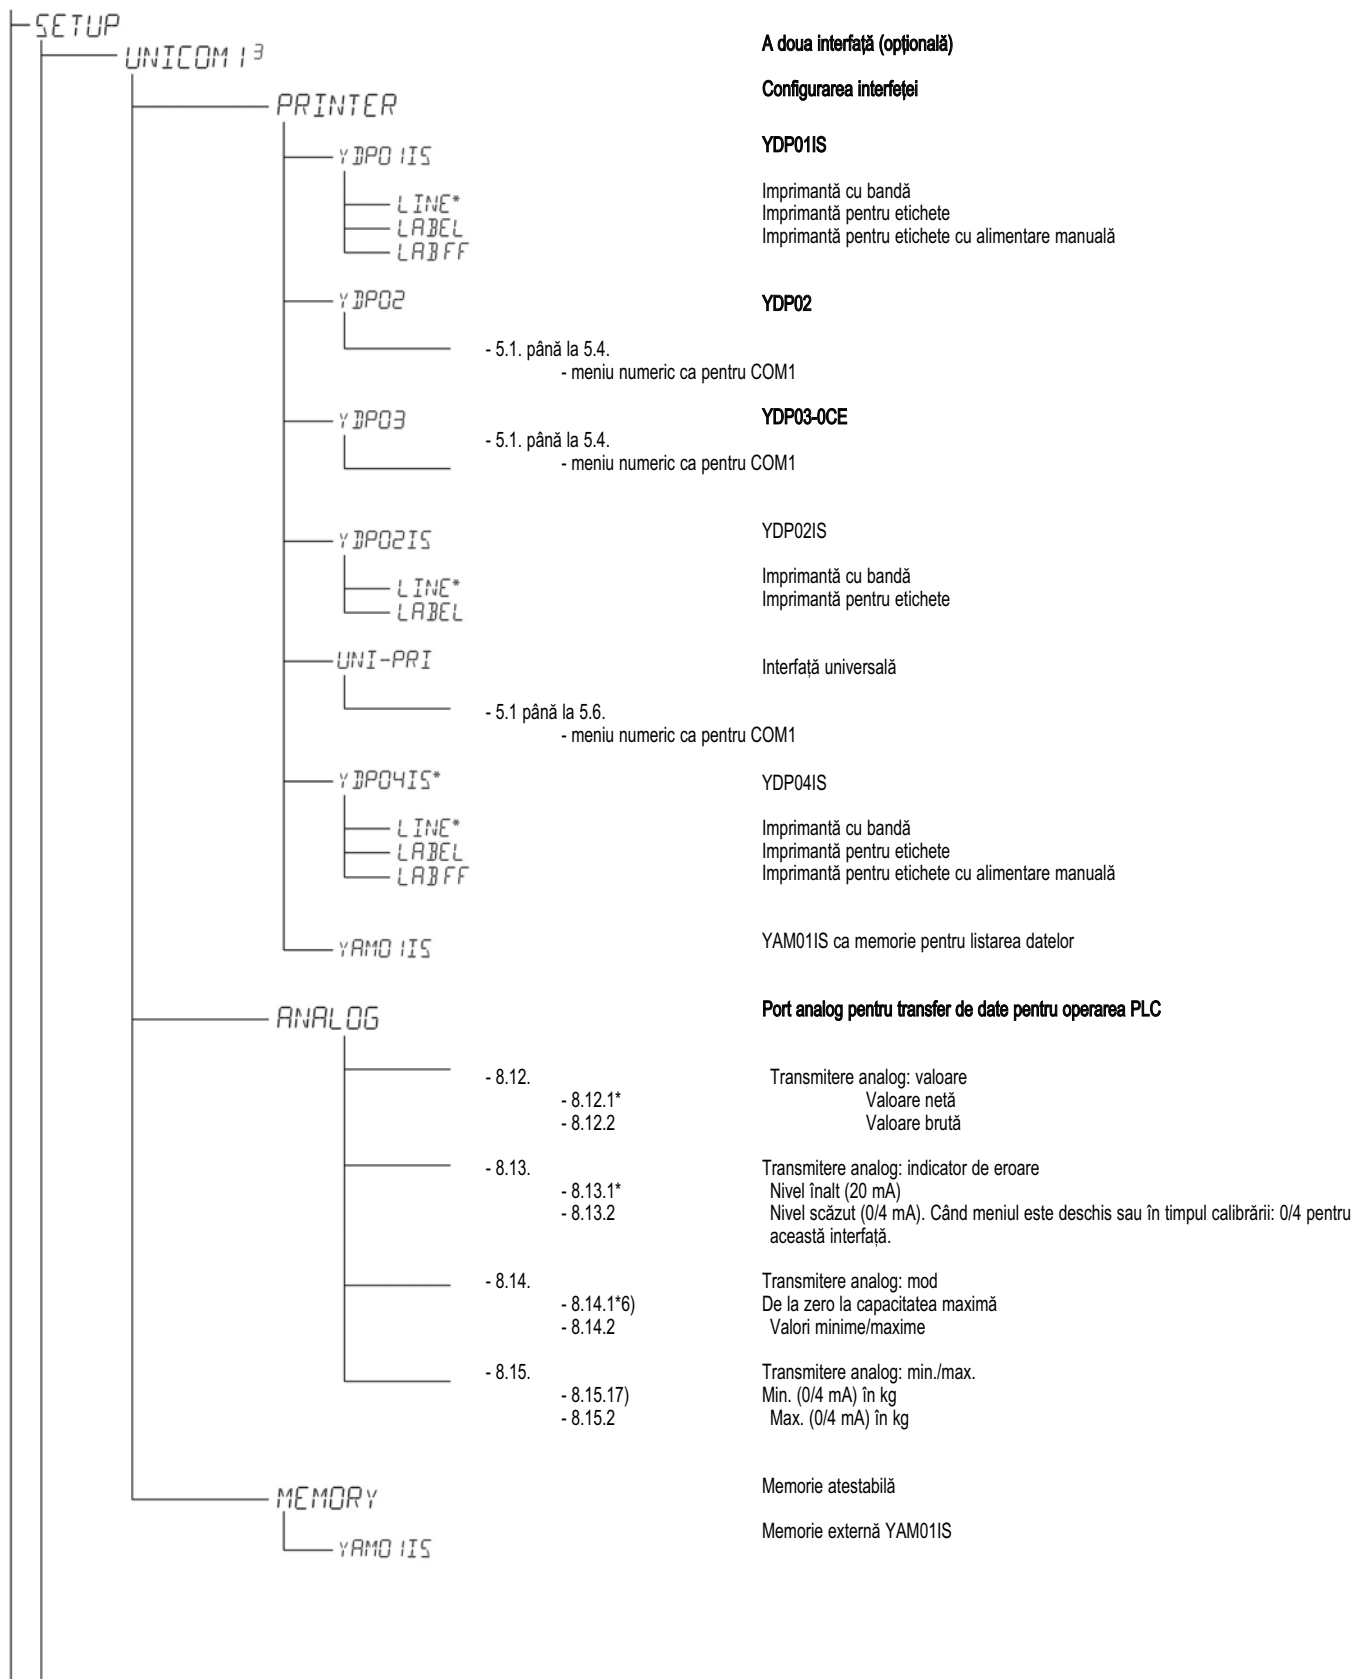 SETUP
UNICOM 1 3
A doua interfață (opțională)
Configurarea interfeței
PRINTER
YDP01IS
YDP01IS
LINE*
Imprimantă cu bandă
LABEL
Imprimantă pentru etichete
LABFF
Imprimantă pentru etichete cu alimentare manuală
YDP02
YDP02
- 5.1. până la 5.4.
- meniu numeric ca pentru COM1
YDP03
YDP03-0CE
- 5.1. până la 5.4.
- meniu numeric ca pentru COM1
YDP02IS
YDP02IS
LINE*
Imprimantă cu bandă
LABEL
Imprimantă pentru etichete
UNI-PRI
Interfață universală
- 5.1 până la 5.6.
- meniu numeric ca pentru COM1
YDP04IS*
YDP04IS
LINE*
Imprimantă cu bandă
LABEL
Imprimantă pentru etichete
LABFF
Imprimantă pentru etichete cu alimentare manuală
YAM01IS
YAM01IS ca memorie pentru listarea datelor
ANALOG
Port analog pentru transfer de date pentru operarea PLC
- 8.12. Transmitere analog: valoare
- 8.12.1* Valoare netă
- 8.12.2 Valoare brută
- 8.13. Transmitere analog: indicator de eroare
- 8.13.1* Nivel înalt (20 mA)
- 8.13.2 Nivel scăzut (0/4 mA). Când meniul este deschis sau în timpul calibrării: 0/4 pentru
această interfață.
- 8.14. Transmitere analog: mod
- 8.14.1*6) De la zero la capacitatea maximă
- 8.14.2 Valori minime/maxime
- 8.15. Transmitere analog: min./max.
- 8.15.17) Min. (0/4 mA) în kg
- 8.15.2 Max. (0/4 mA) în kg
MEMORY
Memorie atestabilă
YAM01IS
Memorie externă YAM01IS